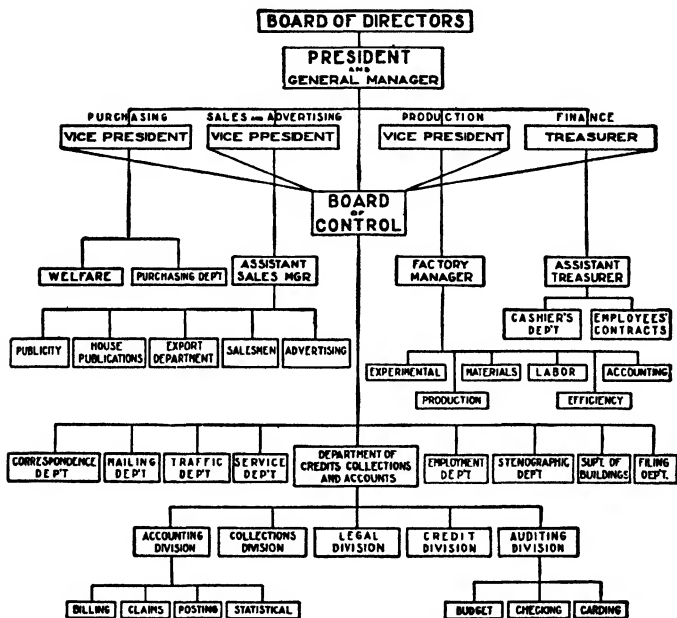 BOARD OF DIRECTORS
PRESIDENT
AND
GENERAL MANAGER
PURCHASING
VICE PRESIDENT
SALES AND ADVERTISING
VICE PPESIDENT
PRODUCTION
VICE PRESIDENT
FINANCE
TREASURER
BOARD
OF
CONTROL
WELFARE
PURCHASING DEP'T
ASSISTANT
SALES MGR
FACTORY
MANAGER
ASSISTANT
TREASURER
CASHIER'S
DEP'T
EMPLOYEES'
CONTRACTS
PUBLICITY
HOUSE
PUBLICATIONS
EXPORT
DEPARTMENT
SALESMEN
ADVERTISING
EXPERIMENTAL
MATERIALS
LABOR
ACCOUNTING
PRODUCTION
EFFICIENCY
CORRESPONDENCE
DEP'T
MAILING
DEP'T
TRAFFIC
DEP'T
SERVICE
DEP'T
DEPARTMENT OF
CREDITS COLLECTIONS
AND ACCOUNTS
EMPLOYMENT
DEP'T
STENOGRAPHIC
DEP'T
SUP'T. OF
BUILDINGS
FILING
DEP'T.
ACCOUNTING
DIVISION
COLLECTIONS
DIVISION
LEGAL
DIVISION
CREDIT
DIVISION
AUDITING
DIVISION
BILLING
CLAIMS
POSTING
STATISTICAL
BUDGET
CHECKING
CARDING